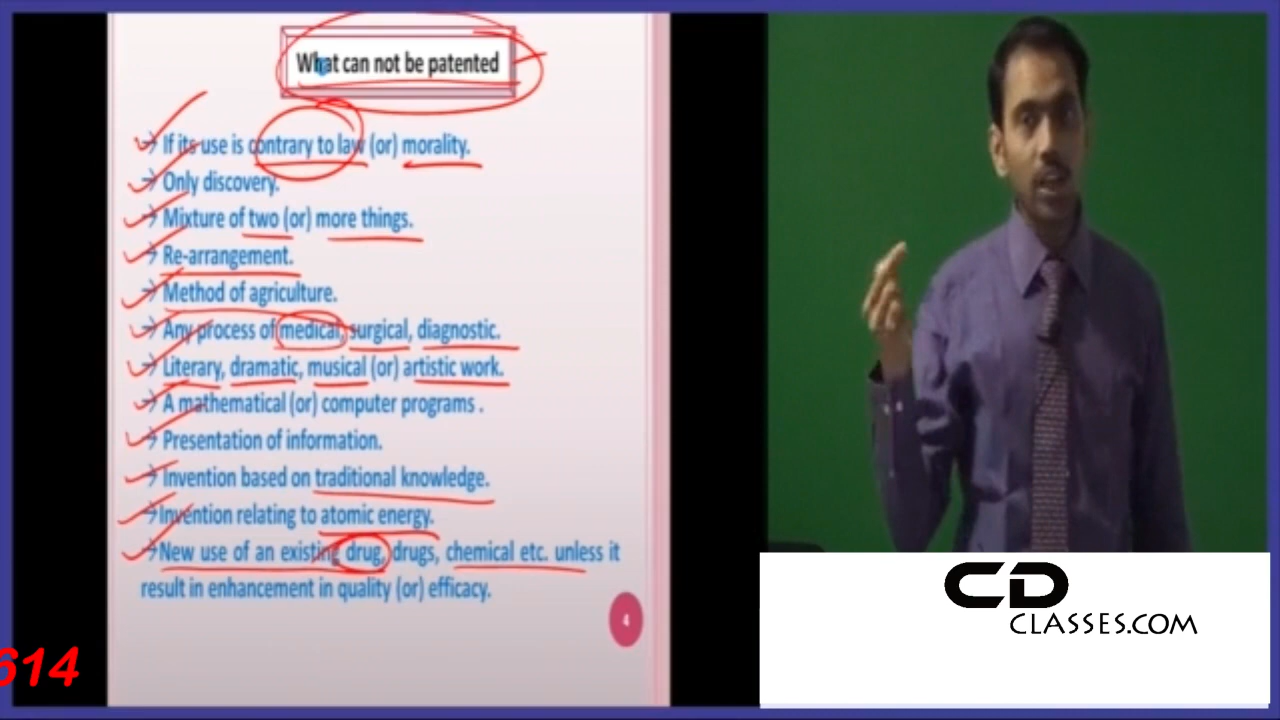 What can not be patented
→ If its use is contrary to law (or) morality.
→ Only discovery.
→ Mixture of two (or) more things.
→ Re-arrangement.
→ Method of agriculture.
→ Any process of medical, surgical, diagnostic.
→ Literary, dramatic, musical (or) artistic work.
→ A mathematical (or) computer programs .
→ Presentation of information.
→ Invention based on traditional knowledge.
→Invention relating to atomic energy.
→New use of an existing drug, drugs, chemical etc. unless it
result in enhancement in quality (or) efficacy.
4
614
CD
CLASSES.COM